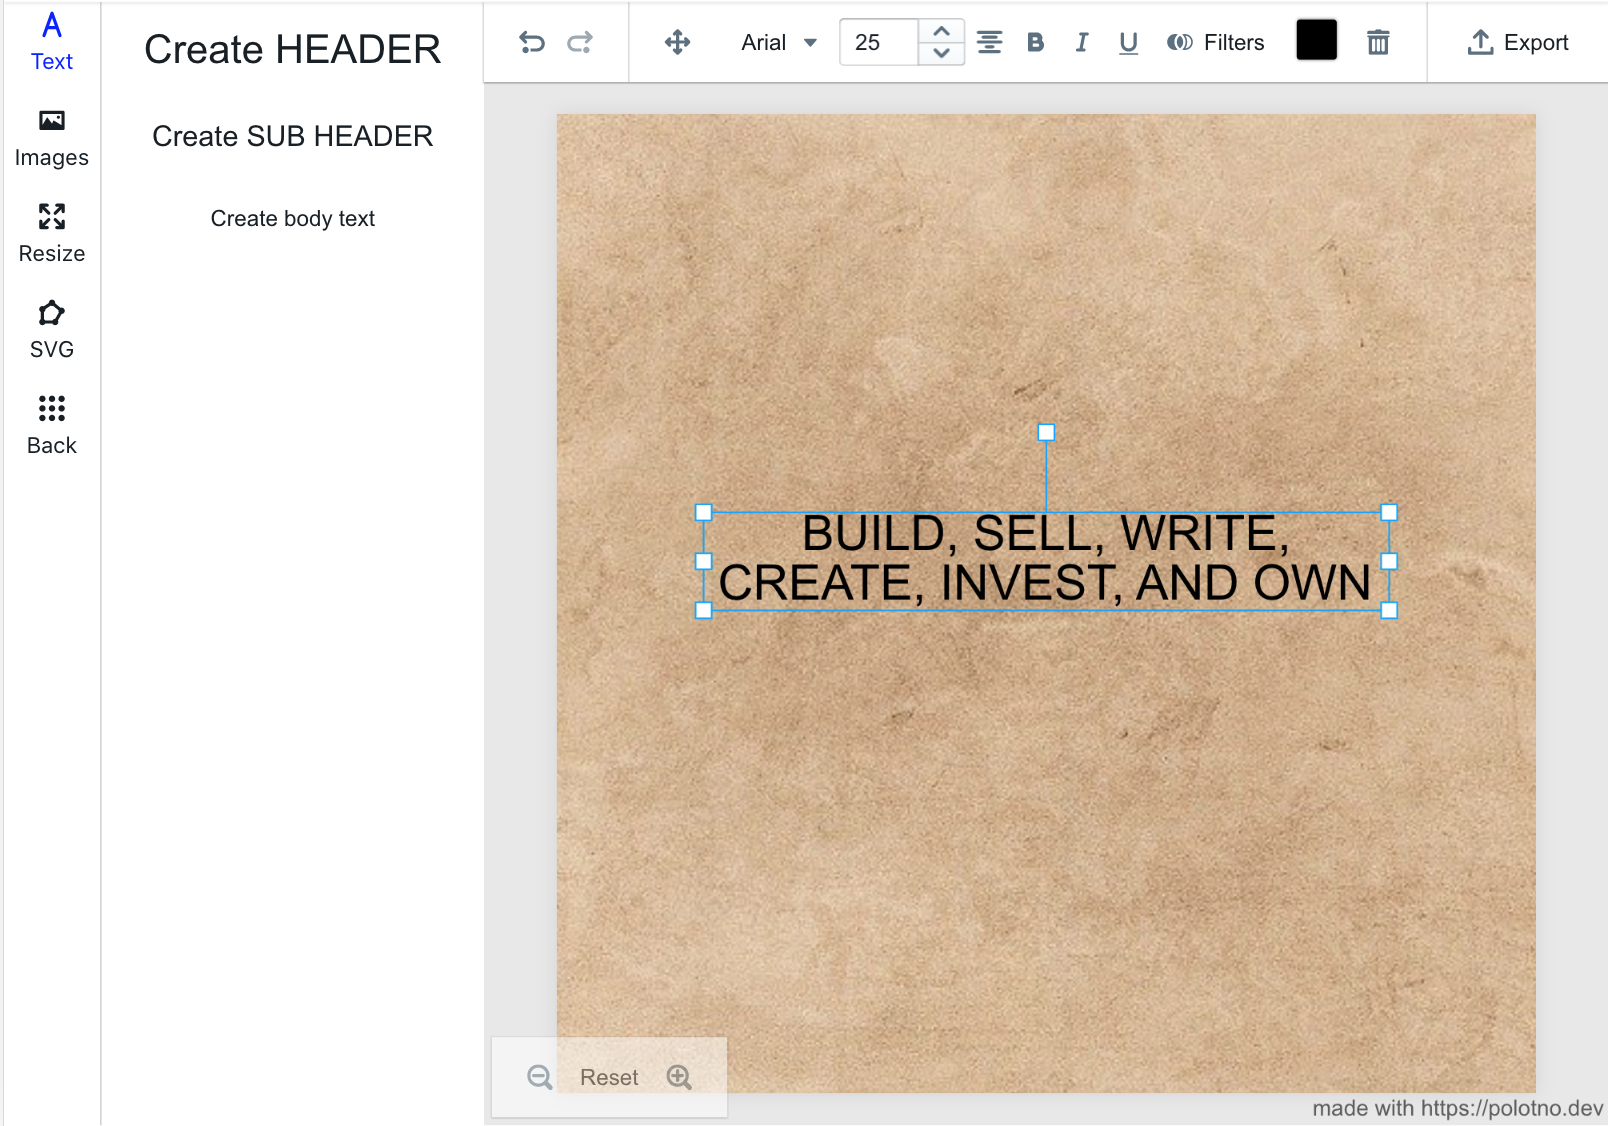 Text
Images
Resize
SVG
Back
Create HEADER
Create SUB HEADER
Create body text
Arial
25
B I U
Filters
Export
BUILD, SELL, WRITE,
CREATE, INVEST, AND OWN
Reset
made with https://polotno.dev